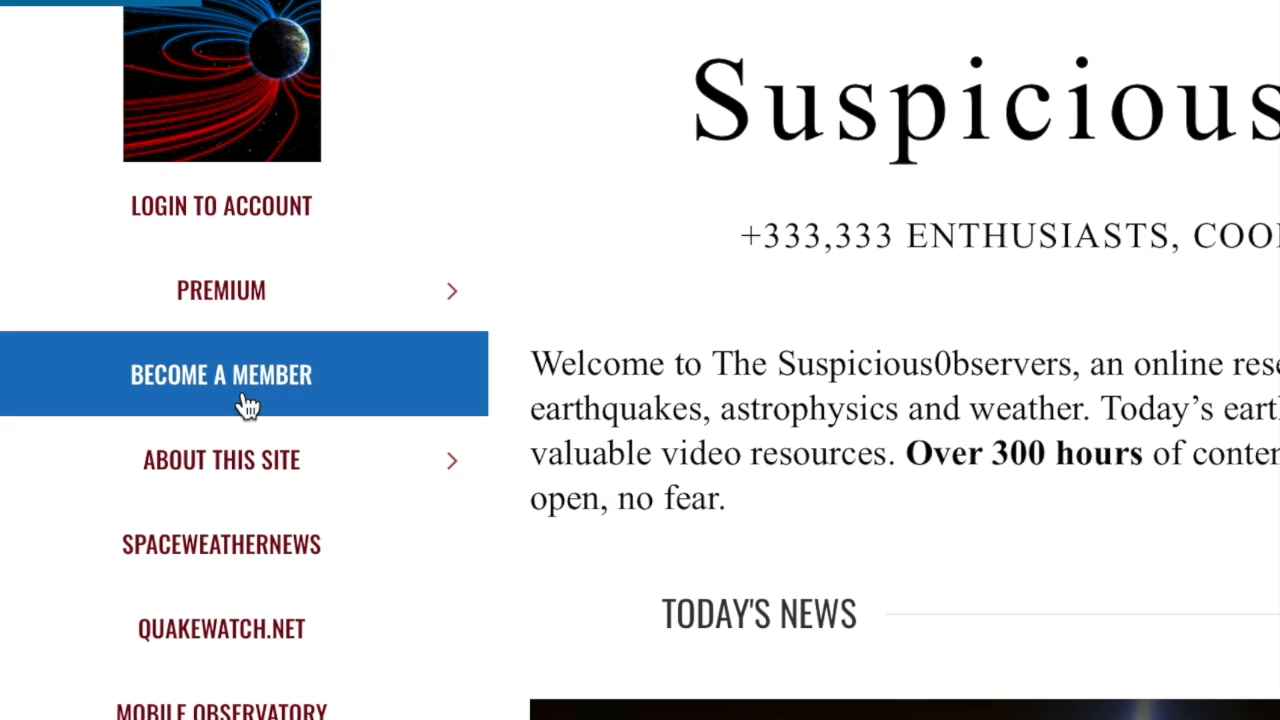 LOGIN TO ACCOUNT
PREMIUM
BECOME A MEMBER
ABOUT THIS SITE
SPACEWEATHERNEWS
QUAKEWATCH.NET
MOBILE OBSERVATORY
Suspicious
+333,333 ENTHUSIASTS,
Welcome to The Suspicious0bservers, an online
earthquakes, astrophysics and weather. Today’s
valuable video resources. Over 300 hours of
open, no fear.
TODAY'S NEWS